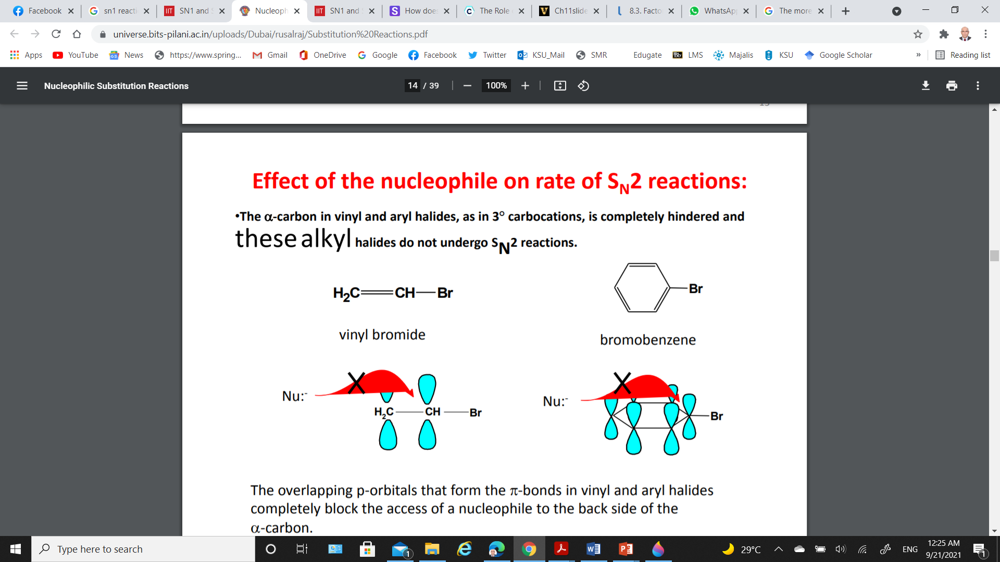 Facebook
sn1 reacti
SN1 and S
Nucleoph
SN1 and S
How does
The Role
Ch11slide
8.3. Facto
WhatsAp
The more
universe.bits-pilani.ac.in/uploads/Dubai/rusalraj/Substitution%20Reactions.pdf
Apps
YouTube
News
https://www.spring...
Gmail
OneDrive
Google
Facebook
Twitter
KSU_Mail
SMR
Edugate
LMS
Majalis
KSU
Google Scholar
»
Reading list
Nucleophilic Substitution Reactions
14 / 39
100%
Effect of the nucleophile on rate of SN2 reactions:
•The α-carbon in vinyl and aryl halides, as in 3° carbocations, is completely hindered and
these alkyl halides do not undergo SN2 reactions.
H2C CH Br
Br
vinyl bromide
bromobenzene
Nu:-
X
H2C CH Br
Nu:-
X
Br
The overlapping p-orbitals that form the π-bonds in vinyl and aryl halides
completely block the access of a nucleophile to the back side of the
α-carbon.
Type here to search
1
29°C
ENG
12:25 AM
9/21/2021
1